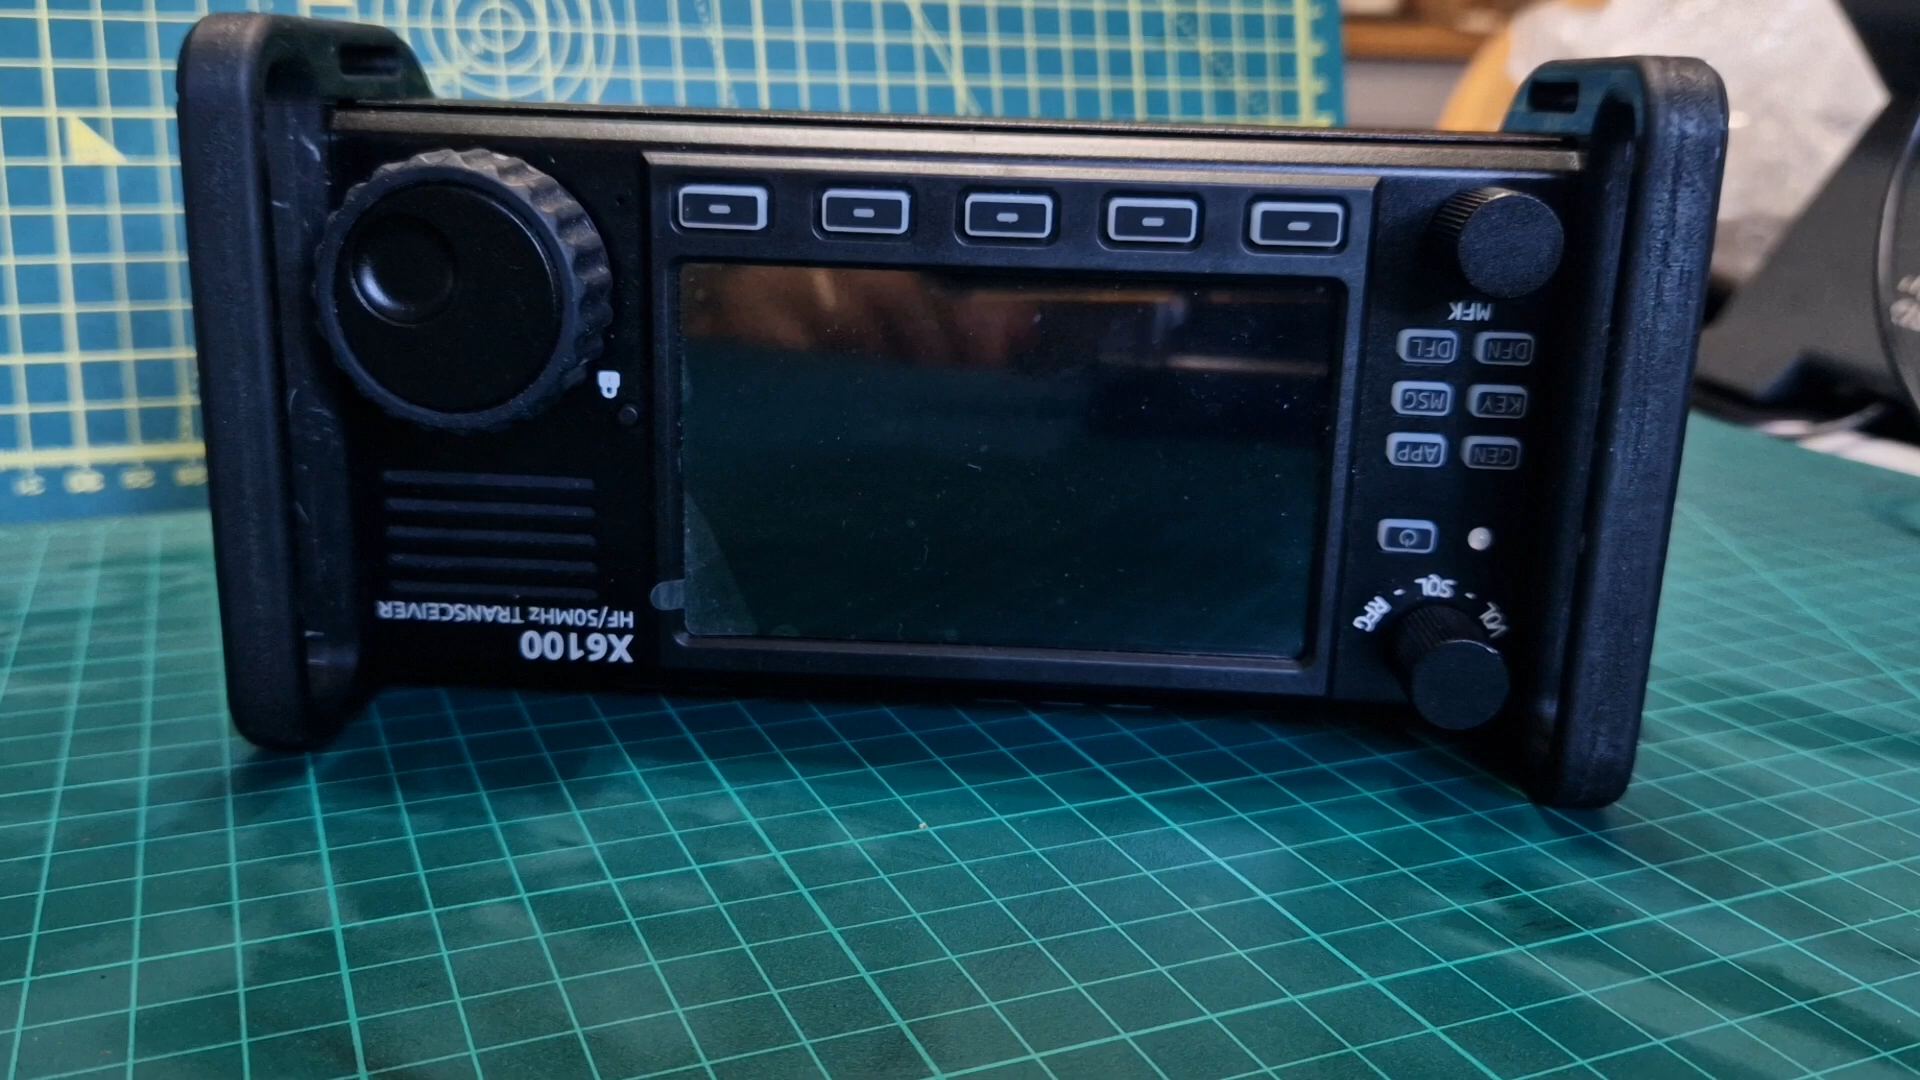 X6100
HF/50MHz TRANSCEIVER
VOL - SQL - RFG
GEN APP
KEY MSG
DFN DFL
MFK